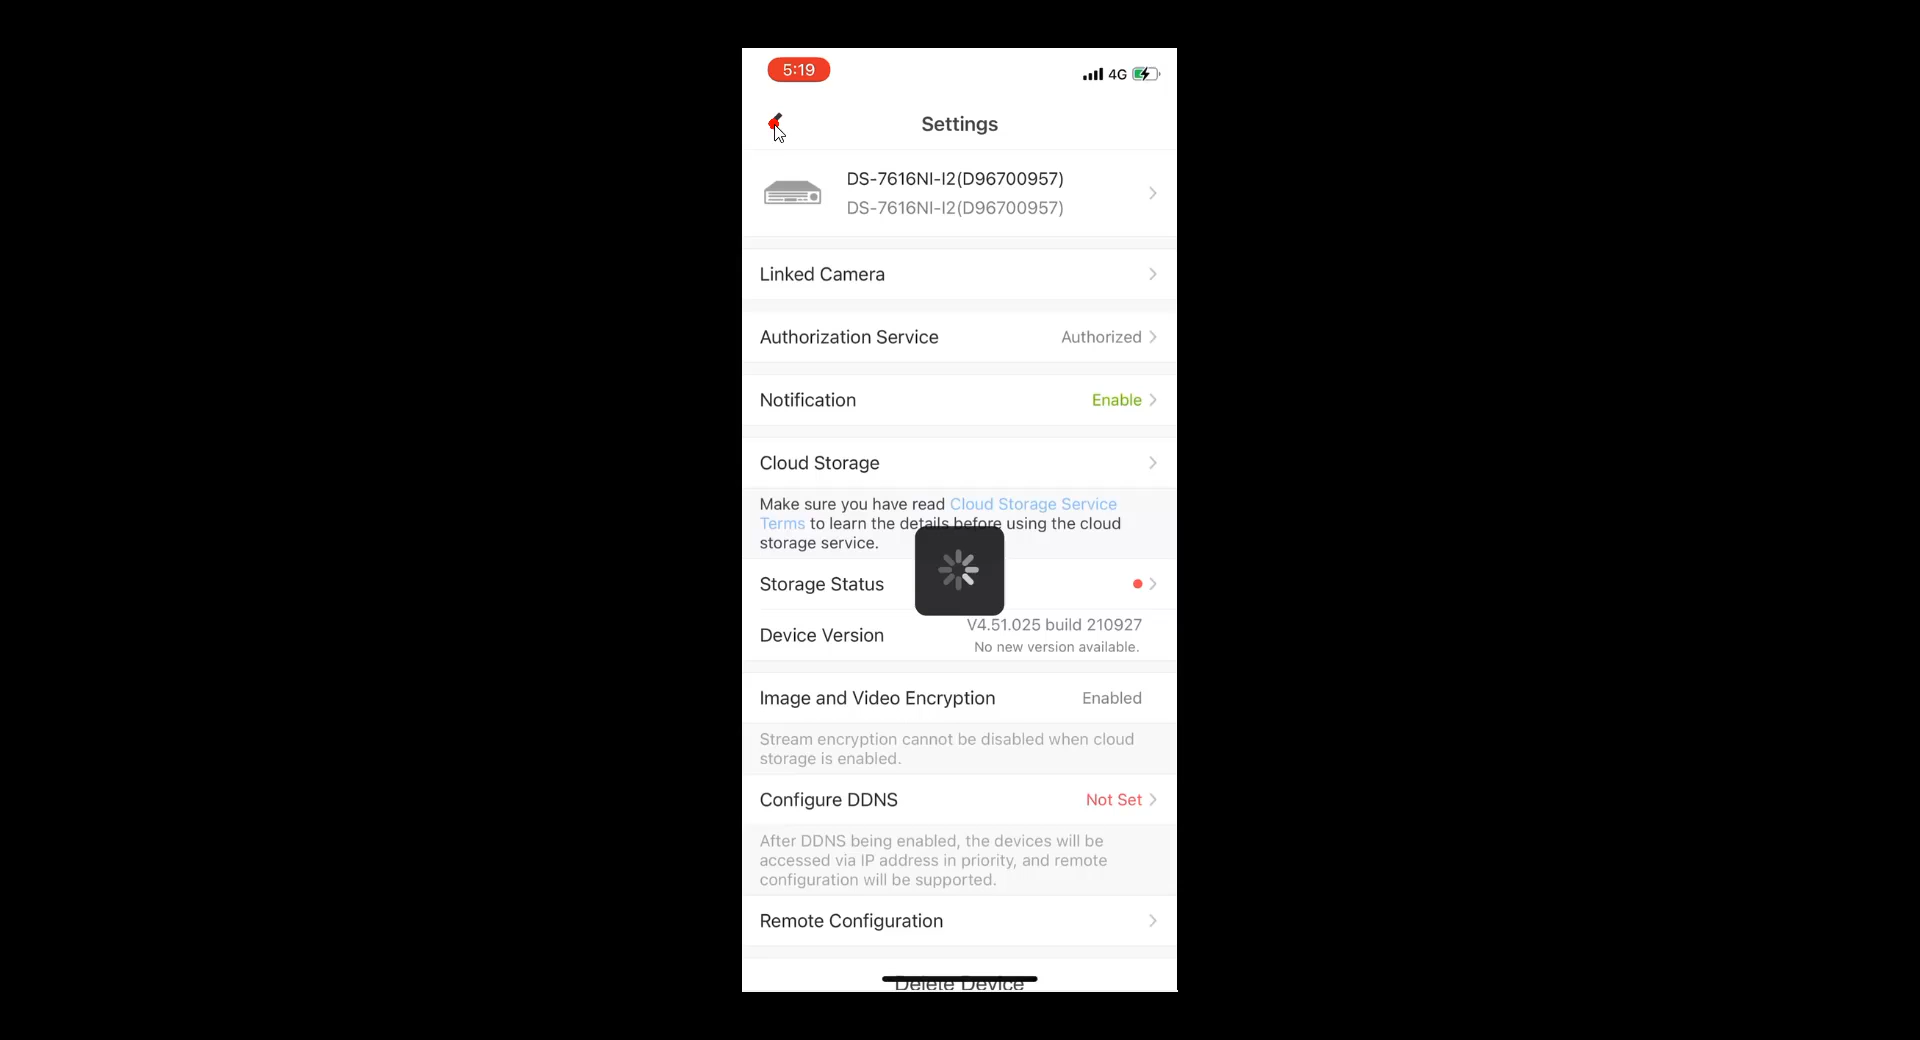 5:19
4G
Settings
DS-7616NI-I2(D96700957)
DS-7616NI-I2(D96700957)
Linked Camera
Authorization Service Authorized
Notification Enable
Cloud Storage
Make sure you have read Cloud Storage Service
Terms to learn the details before using the cloud
storage service.
Storage Status
Device Version V4.51.025 build 210927
No new version available.
Image and Video Encryption Enabled
Stream encryption cannot be disabled when cloud
storage is enabled.
Configure DDNS Not Set
After DDNS being enabled, the devices will be
accessed via IP address in priority, and remote
configuration will be supported.
Remote Configuration
Delete Device